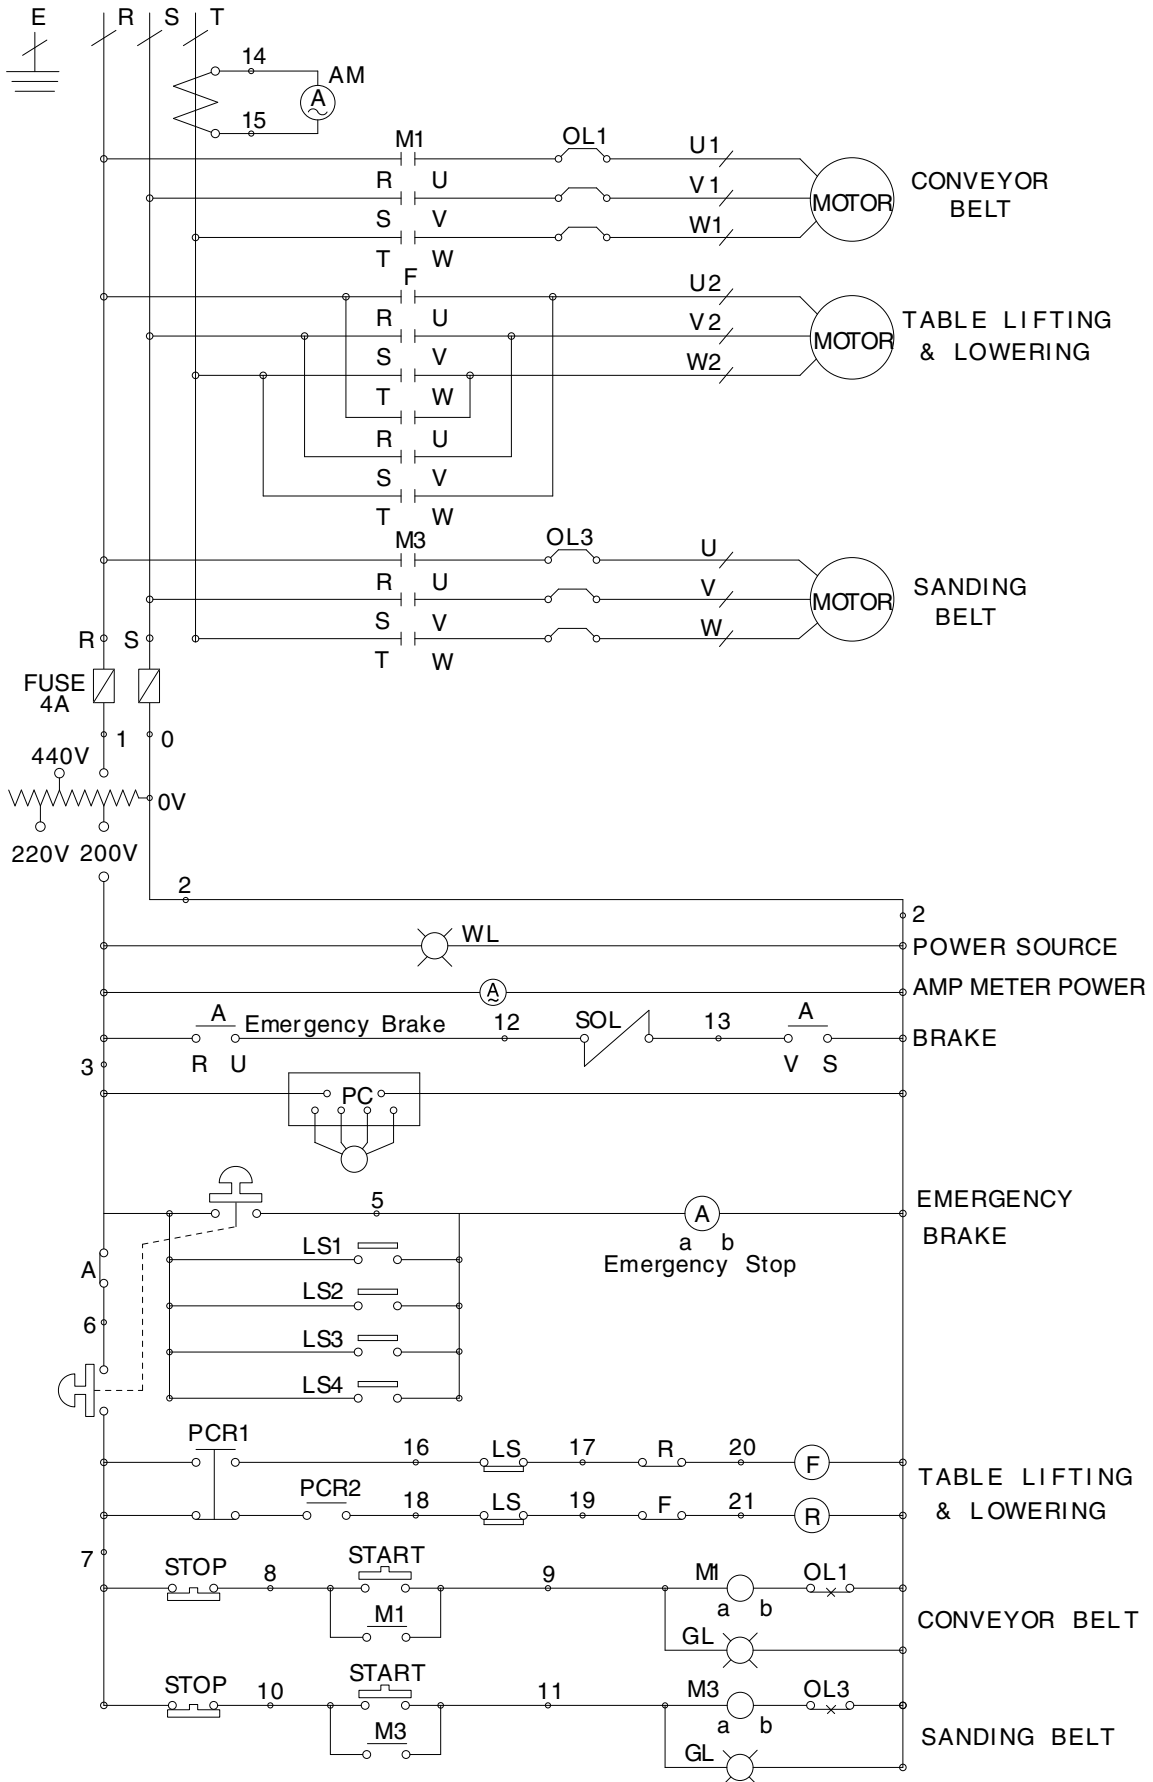 E R S T
14
AM
A
15
M1 OL1 U1
R U V1
MOTOR
CONVEYOR
BELT
S V W1
T W
F U2
R U V2
MOTOR
TABLE LIFTING
& LOWERING
S V W2
T W
R U
S V
T W
M3 OL3 U
R U V
MOTOR
SANDING
BELT
S V W
T W
R S
FUSE
4A
1 0
440V
0V
220V 200V
2
2
WL
POWER SOURCE
A
AMP METER POWER
A Emergency Brake 12 SOL 13 A
BRAKE
R U V S
3
PC
5
A
a b
Emergency Stop
EMERGENCY
BRAKE
LS1
A
LS2
6
LS3
LS4
PCR1 16 LS 17 R 20 F
PCR2 18 LS 19 F 21 R
TABLE LIFTING
& LOWERING
7
STOP 8 START 9 M1 OL1
M1 a b
CONVEYOR BELT
GL
STOP 10 START 11 M3 OL3
M3 a b
SANDING BELT
GL